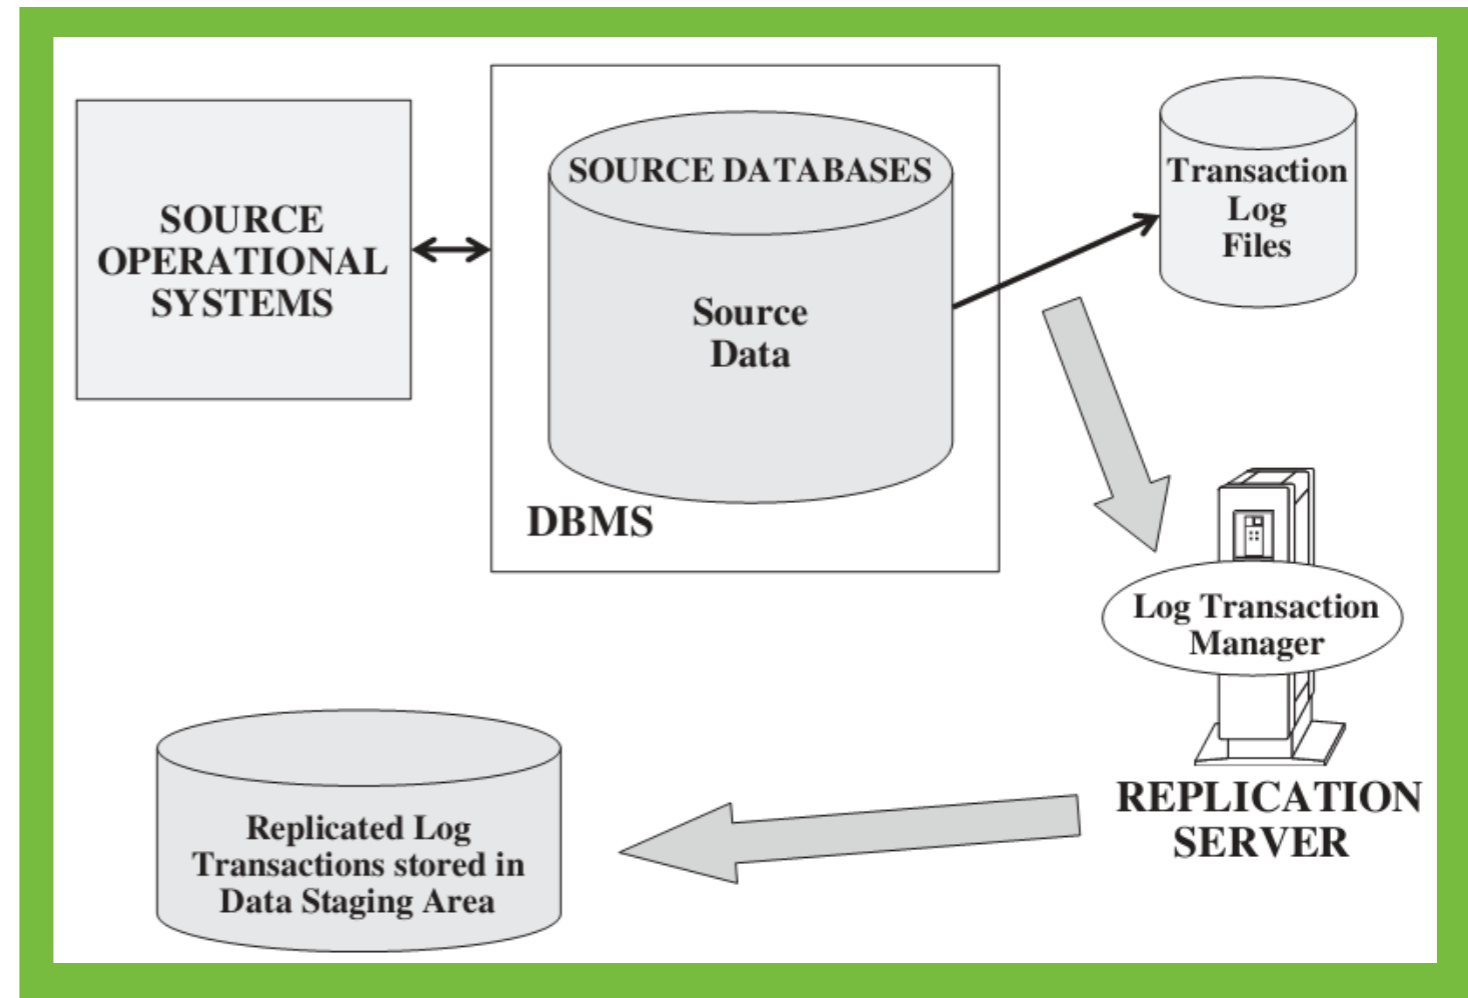 SOURCE
OPERATIONAL
SYSTEMS
SOURCE DATABASES
Source
Data
DBMS
Transaction
Log
Files
Log Transaction
Manager
REPLICATION
SERVER
Replicated Log
Transactions stored in
Data Staging Area